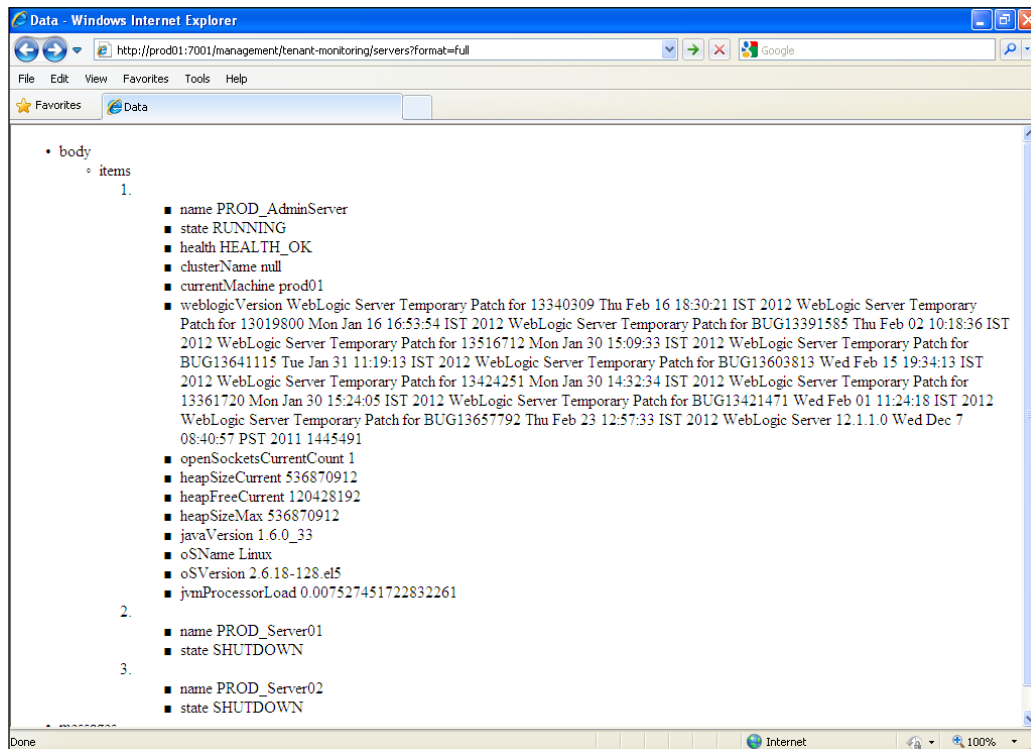 Data - Windows Internet Explorer
http://prod01:7001/management/tenant-monitoring/servers?format=full
Google
File Edit View Favorites Tools Help
Favorites
Data
body
items
1.
name PROD_AdminServer
state RUNNING
health HEALTH_OK
clusterName null
currentMachine prod01
weblogicVersion WebLogic Server Temporary Patch for 13340309 Thu Feb 16 18:30:21 IST 2012 WebLogic Server Temporary
Patch for 13019800 Mon Jan 16 16:53:54 IST 2012 WebLogic Server Temporary Patch for BUG13391585 Thu Feb 02 10:18:36 IST
2012 WebLogic Server Temporary Patch for 13516712 Mon Jan 30 15:09:33 IST 2012 WebLogic Server Temporary Patch for
BUG13641115 Tue Jan 31 11:19:13 IST 2012 WebLogic Server Temporary Patch for BUG13603813 Wed Feb 15 19:34:13 IST
2012 WebLogic Server Temporary Patch for 13424251 Mon Jan 30 14:32:34 IST 2012 WebLogic Server Temporary Patch for
13361720 Mon Jan 30 15:24:05 IST 2012 WebLogic Server Temporary Patch for BUG13421471 Wed Feb 01 11:24:18 IST 2012
WebLogic Server Temporary Patch for BUG13657792 Thu Feb 23 12:57:33 IST 2012 WebLogic Server 12.1.1.0 Wed Dec 7
08:40:57 PST 2011 1445491
openSocketsCurrentCount 1
heapSizeCurrent 536870912
heapFreeCurrent 120428192
heapSizeMax 536870912
javaVersion 1.6.0_33
oSName Linux
oSVersion 2.6.18-128.el5
jvmProcessorLoad 0.007527451722832261
2.
name PROD_Server01
state SHUTDOWN
3.
name PROD_Server02
state SHUTDOWN
messages
Done
Internet
100%